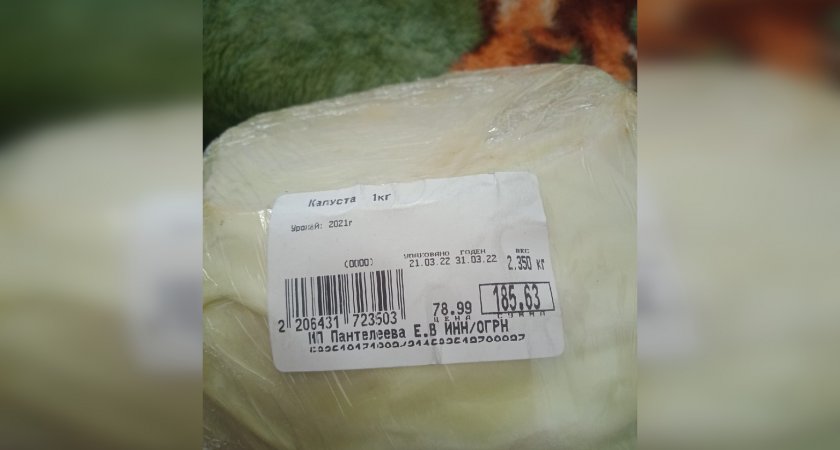 Капуста 1кг
Урожай: 2021г
(0000)
УПАКОВАНО ГОДЕН ВЕС
21.03.22 31.03.22 2.350 кг
78.99 185,63
ЦЕНА СУММА
2 206431 723503
ИП Пантелеева Е.В ИНН/ОГРН